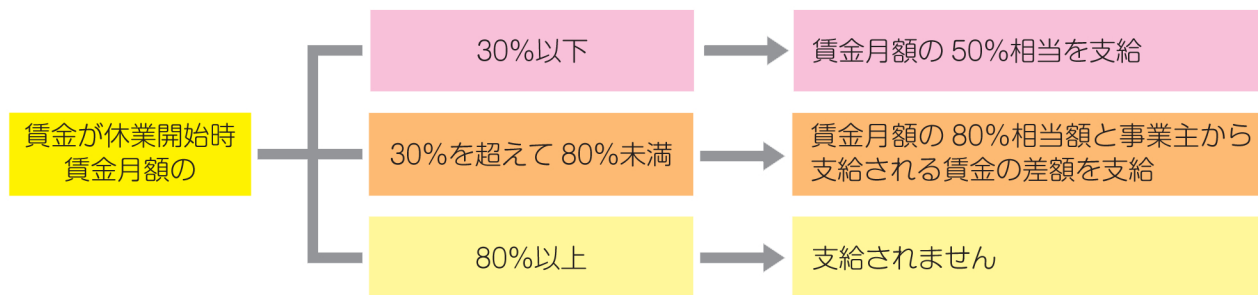 賃金が休業開始時
賃金月額の
30%以下
賃金月額の 50%相当を支給
30%を超えて 80%未満
賃金月額の 80%相当額と事業主から
支給される賃金の差額を支給
80%以上
支給されません